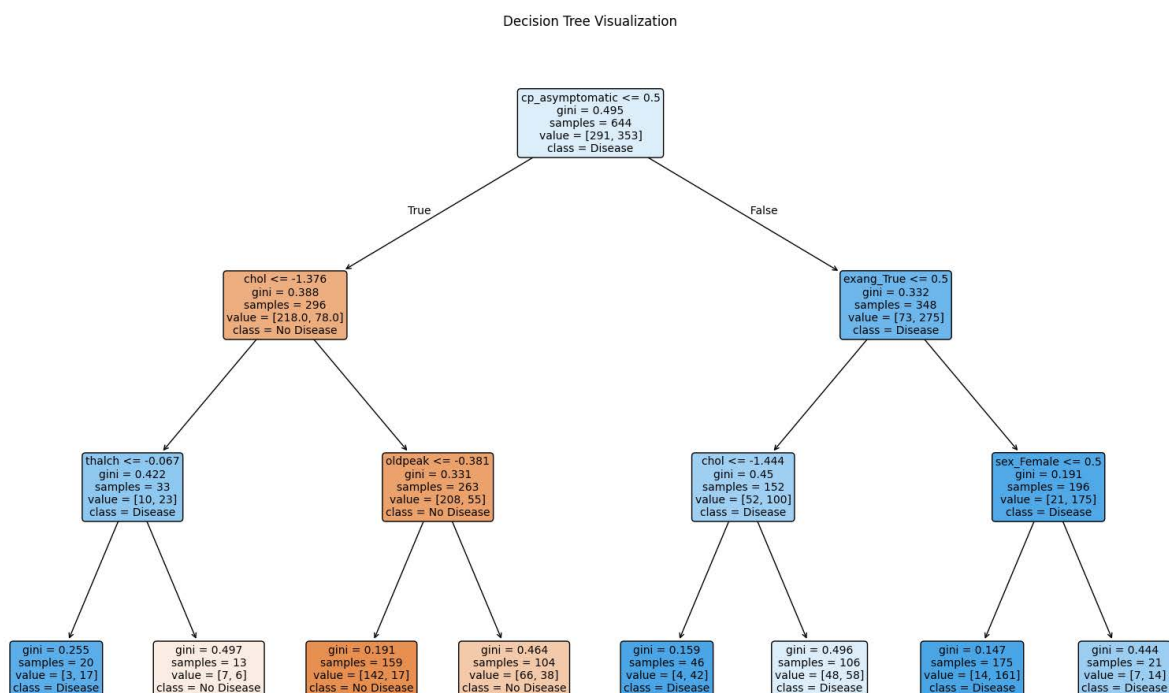 Decision Tree Visualization
cp_asymptomatic <= 0.5
gini = 0.495
samples = 644
value = [291, 353]
class = Disease
True
False
chol <= -1.376
gini = 0.388
samples = 296
value = [218.0, 78.0]
class = No Disease
exang_True <= 0.5
gini = 0.332
samples = 348
value = [73, 275]
class = Disease
thalch <= -0.067
gini = 0.422
samples = 33
value = [10, 23]
class = Disease
oldpeak <= -0.381
gini = 0.331
samples = 263
value = [208, 55]
class = No Disease
chol <= -1.444
gini = 0.45
samples = 152
value = [52, 100]
class = Disease
sex_Female <= 0.5
gini = 0.191
samples = 196
value = [21, 175]
class = Disease
gini = 0.255
samples = 20
value = [3, 17]
class = Disease
gini = 0.497
samples = 13
value = [7, 6]
class = No Disease
gini = 0.191
samples = 159
value = [142, 17]
class = No Disease
gini = 0.464
samples = 104
value = [66, 38]
class = No Disease
gini = 0.159
samples = 46
value = [4, 42]
class = Disease
gini = 0.496
samples = 106
value = [48, 58]
class = Disease
gini = 0.147
samples = 175
value = [14, 161]
class = Disease
gini = 0.444
samples = 21
value = [7, 14]
class = Disease